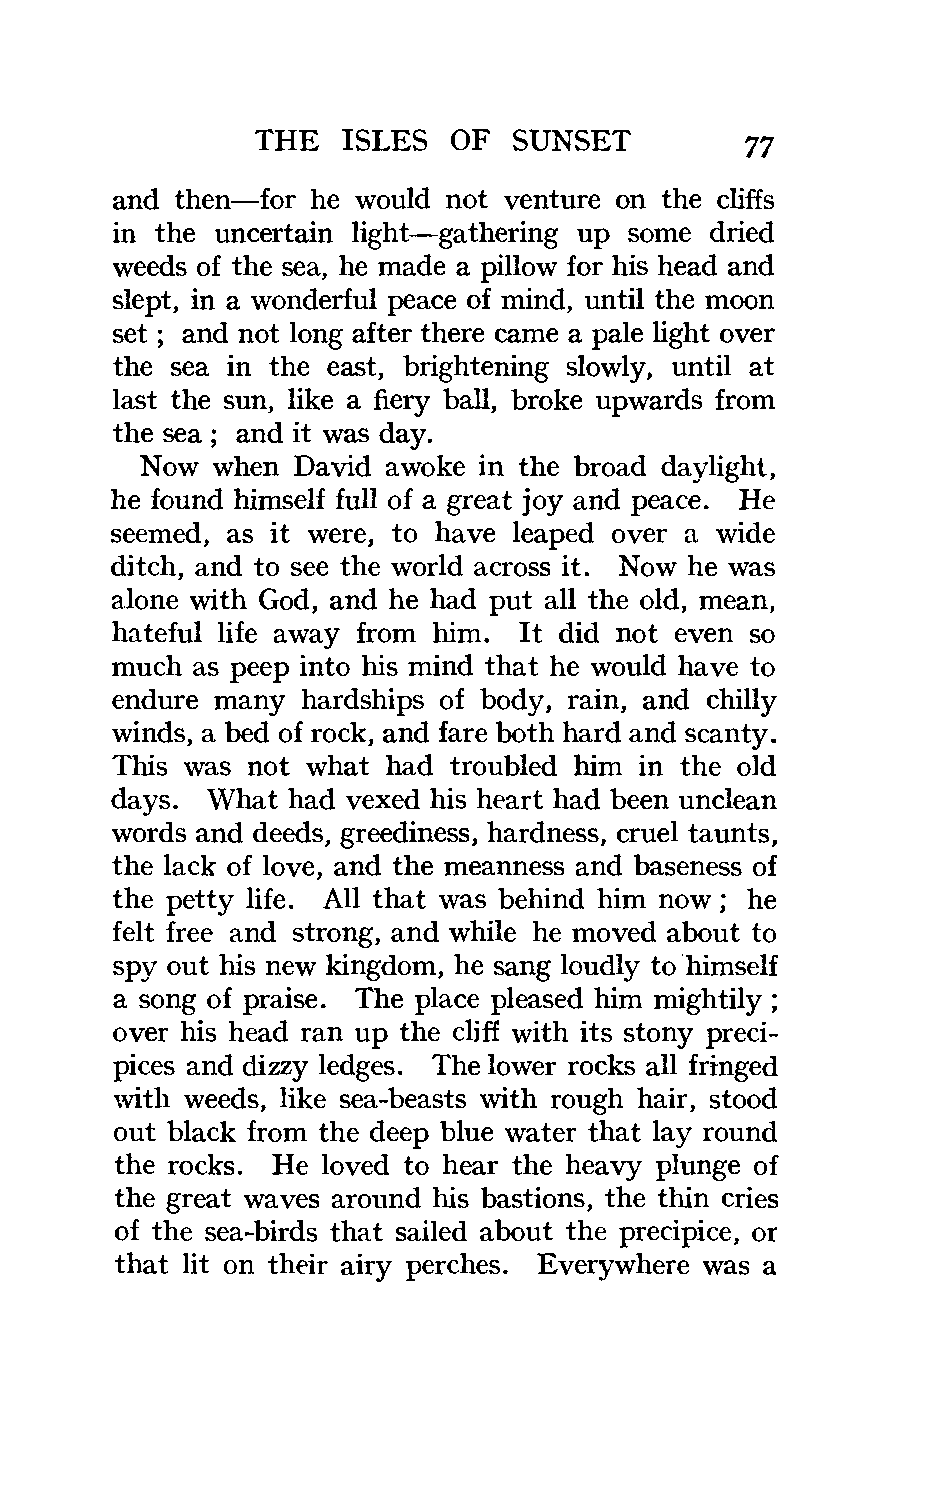 THE ISLES OF SUNSET 77
and then—for he would not venture on the cliffs
in the uncertain light—gathering up some dried
weeds of the sea, he made a pillow for his head and
slept, in a wonderful peace of mind, until the moon
set ; and not long after there came a pale light over
the sea in the east, brightening slowly, until at
last the sun, like a fiery ball, broke upwards from
the sea ; and it was day.
Now when David awoke in the broad daylight,
he found himself full of a great joy and peace. He
seemed, as it were, to have leaped over a wide
ditch, and to see the world across it. Now he was
alone with God, and he had put all the old, mean,
hateful life away from him. It did not even so
much as peep into his mind that he would have to
endure many hardships of body, rain, and chilly
winds, a bed of rock, and fare both hard and scanty.
This was not what had troubled him in the old
days. What had vexed his heart had been unclean
words and deeds, greediness, hardness, cruel taunts,
the lack of love, and the meanness and baseness of
the petty life. All that was behind him now ; he
felt free and strong, and while he moved about to
spy out his new kingdom, he sang loudly to himself
a song of praise. The place pleased him mightily ;
over his head ran up the cliff with its stony preci-
pices and dizzy ledges. The lower rocks all fringed
with weeds, like sea-beasts with rough hair, stood
out black from the deep blue water that lay round
the rocks. He loved to hear the heavy plunge of
the great waves around his bastions, the thin cries
of the sea-birds that sailed about the precipice, or
that lit on their airy perches. Everywhere was a